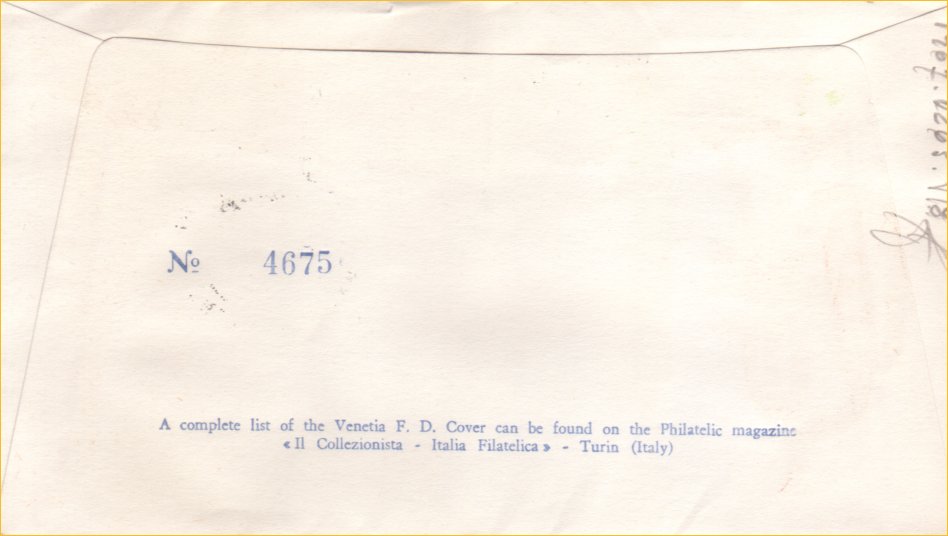 Nº 4675
A complete list of the Venetia F. D. Cover can be found on the Philatelic magazine
« Il Collezionista - Italia Filatelica » - Turin (Italy)